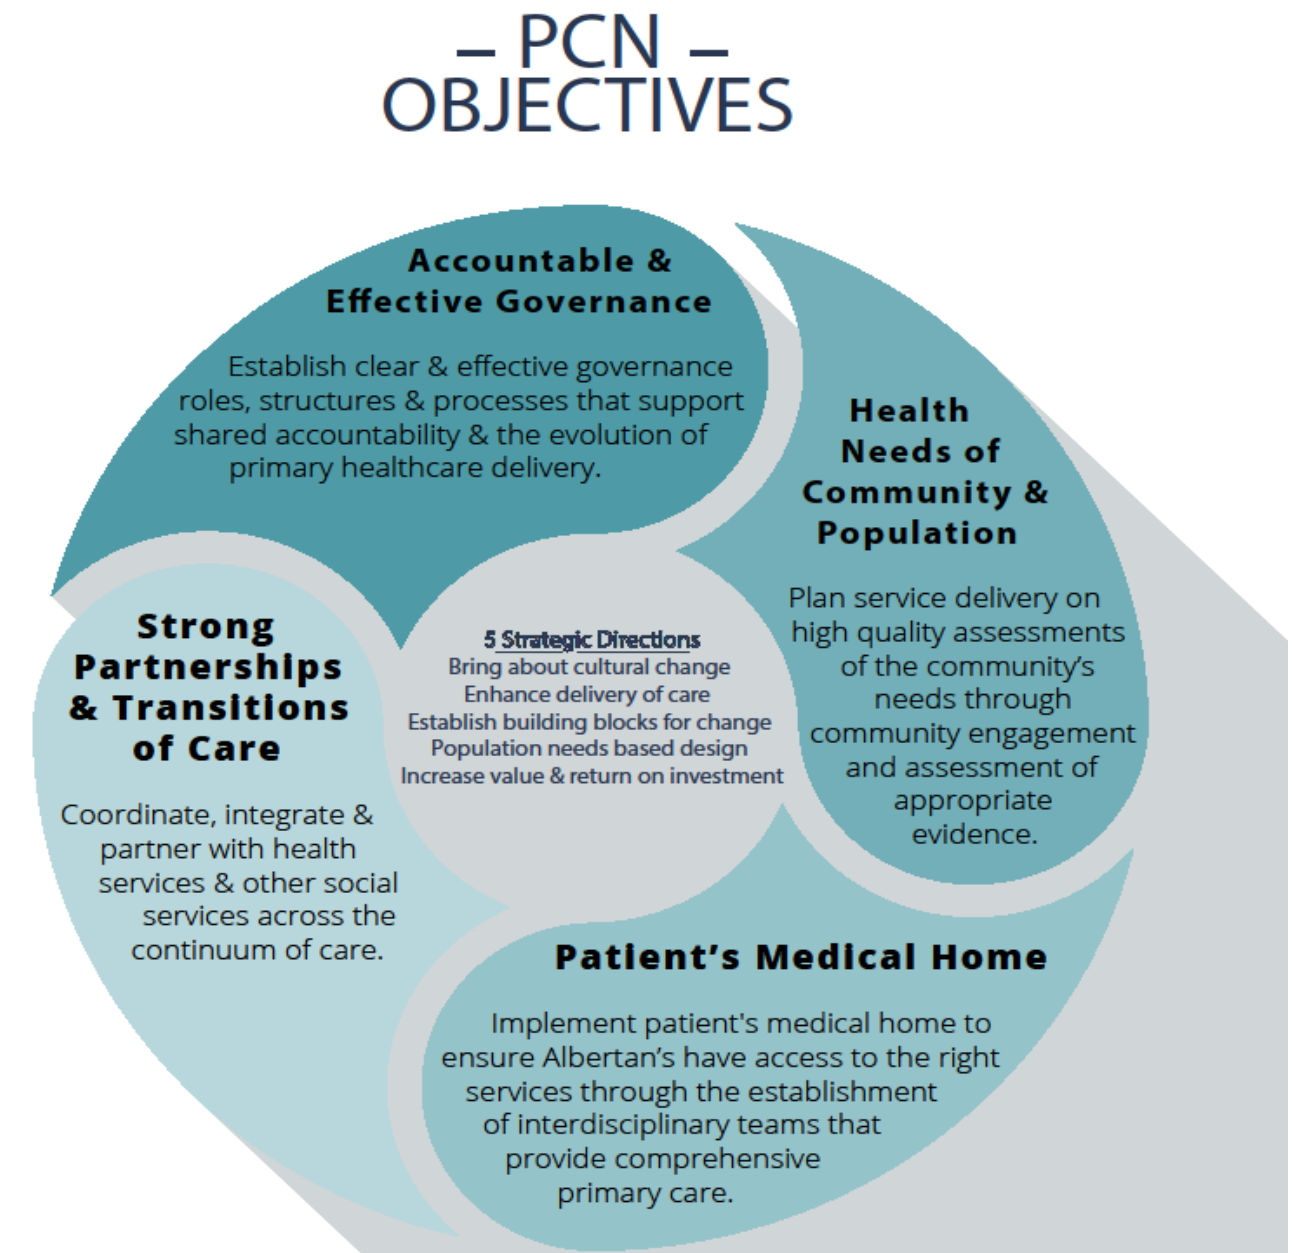 – PCN –
OBJECTIVES
Accountable &
Effective Governance
Establish clear & effective governance
roles, structures & processes that support
shared accountability & the evolution of
primary healthcare delivery.
Health
Needs of
Community &
Population
Plan service delivery on
high quality assessments
of the community’s
needs through
community engagement
and assessment of
appropriate
evidence.
Strong
Partnerships
& Transitions
of Care
Coordinate, integrate &
partner with health
services & other social
services across the
continuum of care.
5 Strategic Directions
Bring about cultural change
Enhance delivery of care
Establish building blocks for change
Population needs based design
Increase value & return on investment
Patient’s Medical Home
Implement patient's medical home to
ensure Albertan’s have access to the right
services through the establishment
of interdisciplinary teams that
provide comprehensive
primary care.